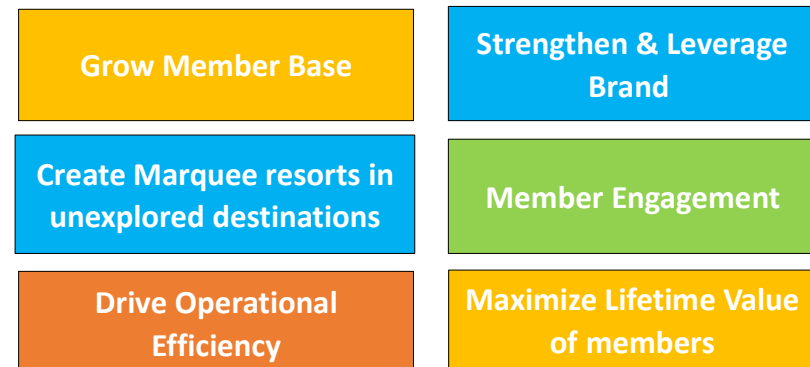 Grow Member Base
Strengthen & Leverage
Brand
Create Marquee resorts in
unexplored destinations
Member Engagement
Drive Operational
Efficiency
Maximize Lifetime Value
of members